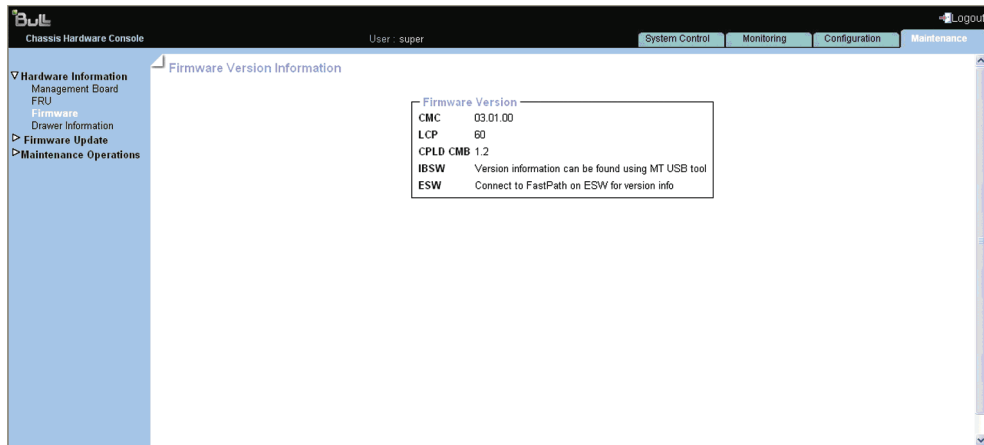 Bull
Logout
Chassis Hardware Console
User : super
System Control
Monitoring
Configuration
Maintenance
Hardware Information
Management Board
FRU
Firmware
Drawer Information
Firmware Update
Maintenance Operations
Firmware Version Information
Firmware Version
CMC 03.01.00
LCP 60
CPLD CMB 1.2
IBSW Version information can be found using MT USB tool
ESW Connect to FastPath on ESW for version info